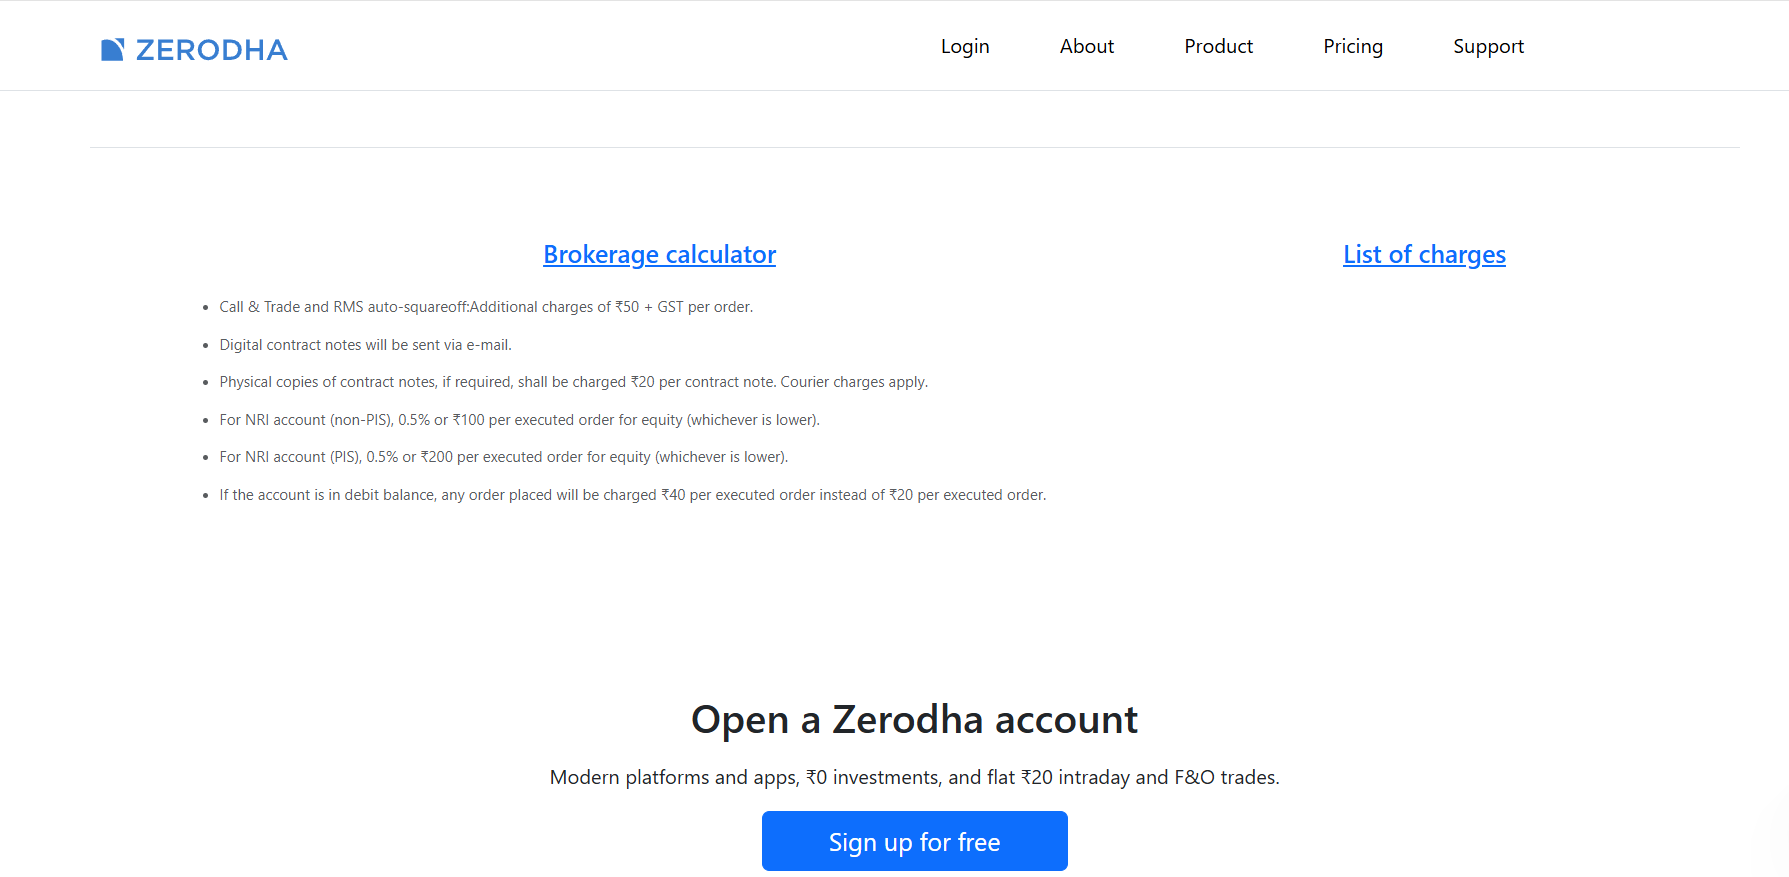 ZERODHA
Login About Product Pricing Support
Brokerage calculator
List of charges
Call & Trade and RMS auto-squareoff:Additional charges of ₹50 + GST per order.
Digital contract notes will be sent via e-mail.
Physical copies of contract notes, if required, shall be charged ₹20 per contract note. Courier charges apply.
For NRI account (non-PIS), 0.5% or ₹100 per executed order for equity (whichever is lower).
For NRI account (PIS), 0.5% or ₹200 per executed order for equity (whichever is lower).
If the account is in debit balance, any order placed will be charged ₹40 per executed order instead of ₹20 per executed order.
Open a Zerodha account
Modern platforms and apps, ₹0 investments, and flat ₹20 intraday and F&O trades.
Sign up for free